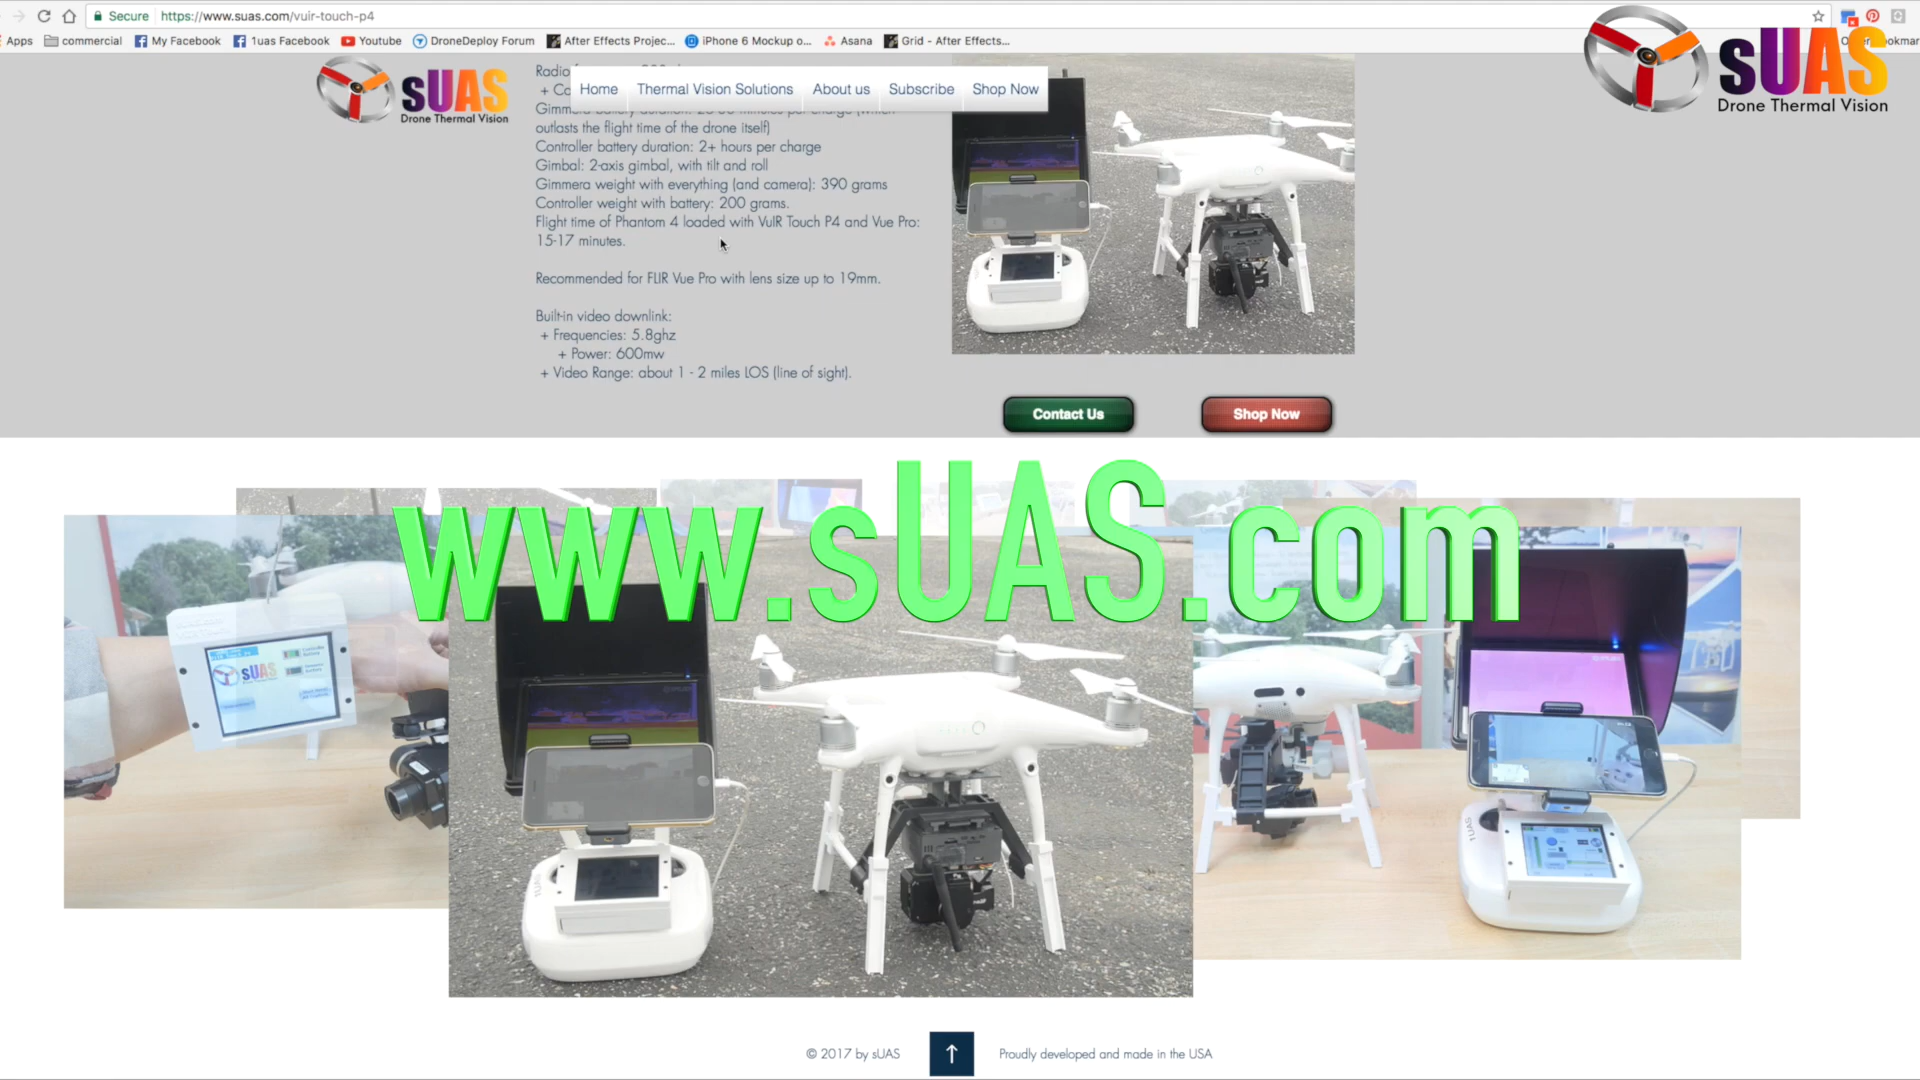 Secure https://www.suas.com/vuir-touch-p4
Apps commercial My Facebook 1uas Facebook Youtube DroneDeploy Forum After Effects Projec... iPhone 6 Mockup o... Asana Grid - After Effects...
sUAS
Drone Thermal Vision
sUAS
Drone Thermal Vision
Home Thermal Vision Solutions About us Subscribe Shop Now
outlasts the flight time of the drone itself)
Controller battery duration: 2+ hours per charge
Gimbal: 2-axis gimbal, with tilt and roll
Gimmera weight with everything (and camera): 390 grams
Controller weight with battery: 200 grams.
Flight time of Phantom 4 loaded with VuIR Touch P4 and Vue Pro:
15-17 minutes.
Recommended for FLIR Vue Pro with lens size up to 19mm.
Built-in video downlink:
+ Frequencies: 5.8ghz
+ Power: 600mw
+ Video Range: about 1 - 2 miles LOS (line of sight).
Contact Us
Shop Now
www.sUAS.com
sUAS
1UAS
© 2017 by sUAS
Proudly developed and made in the USA